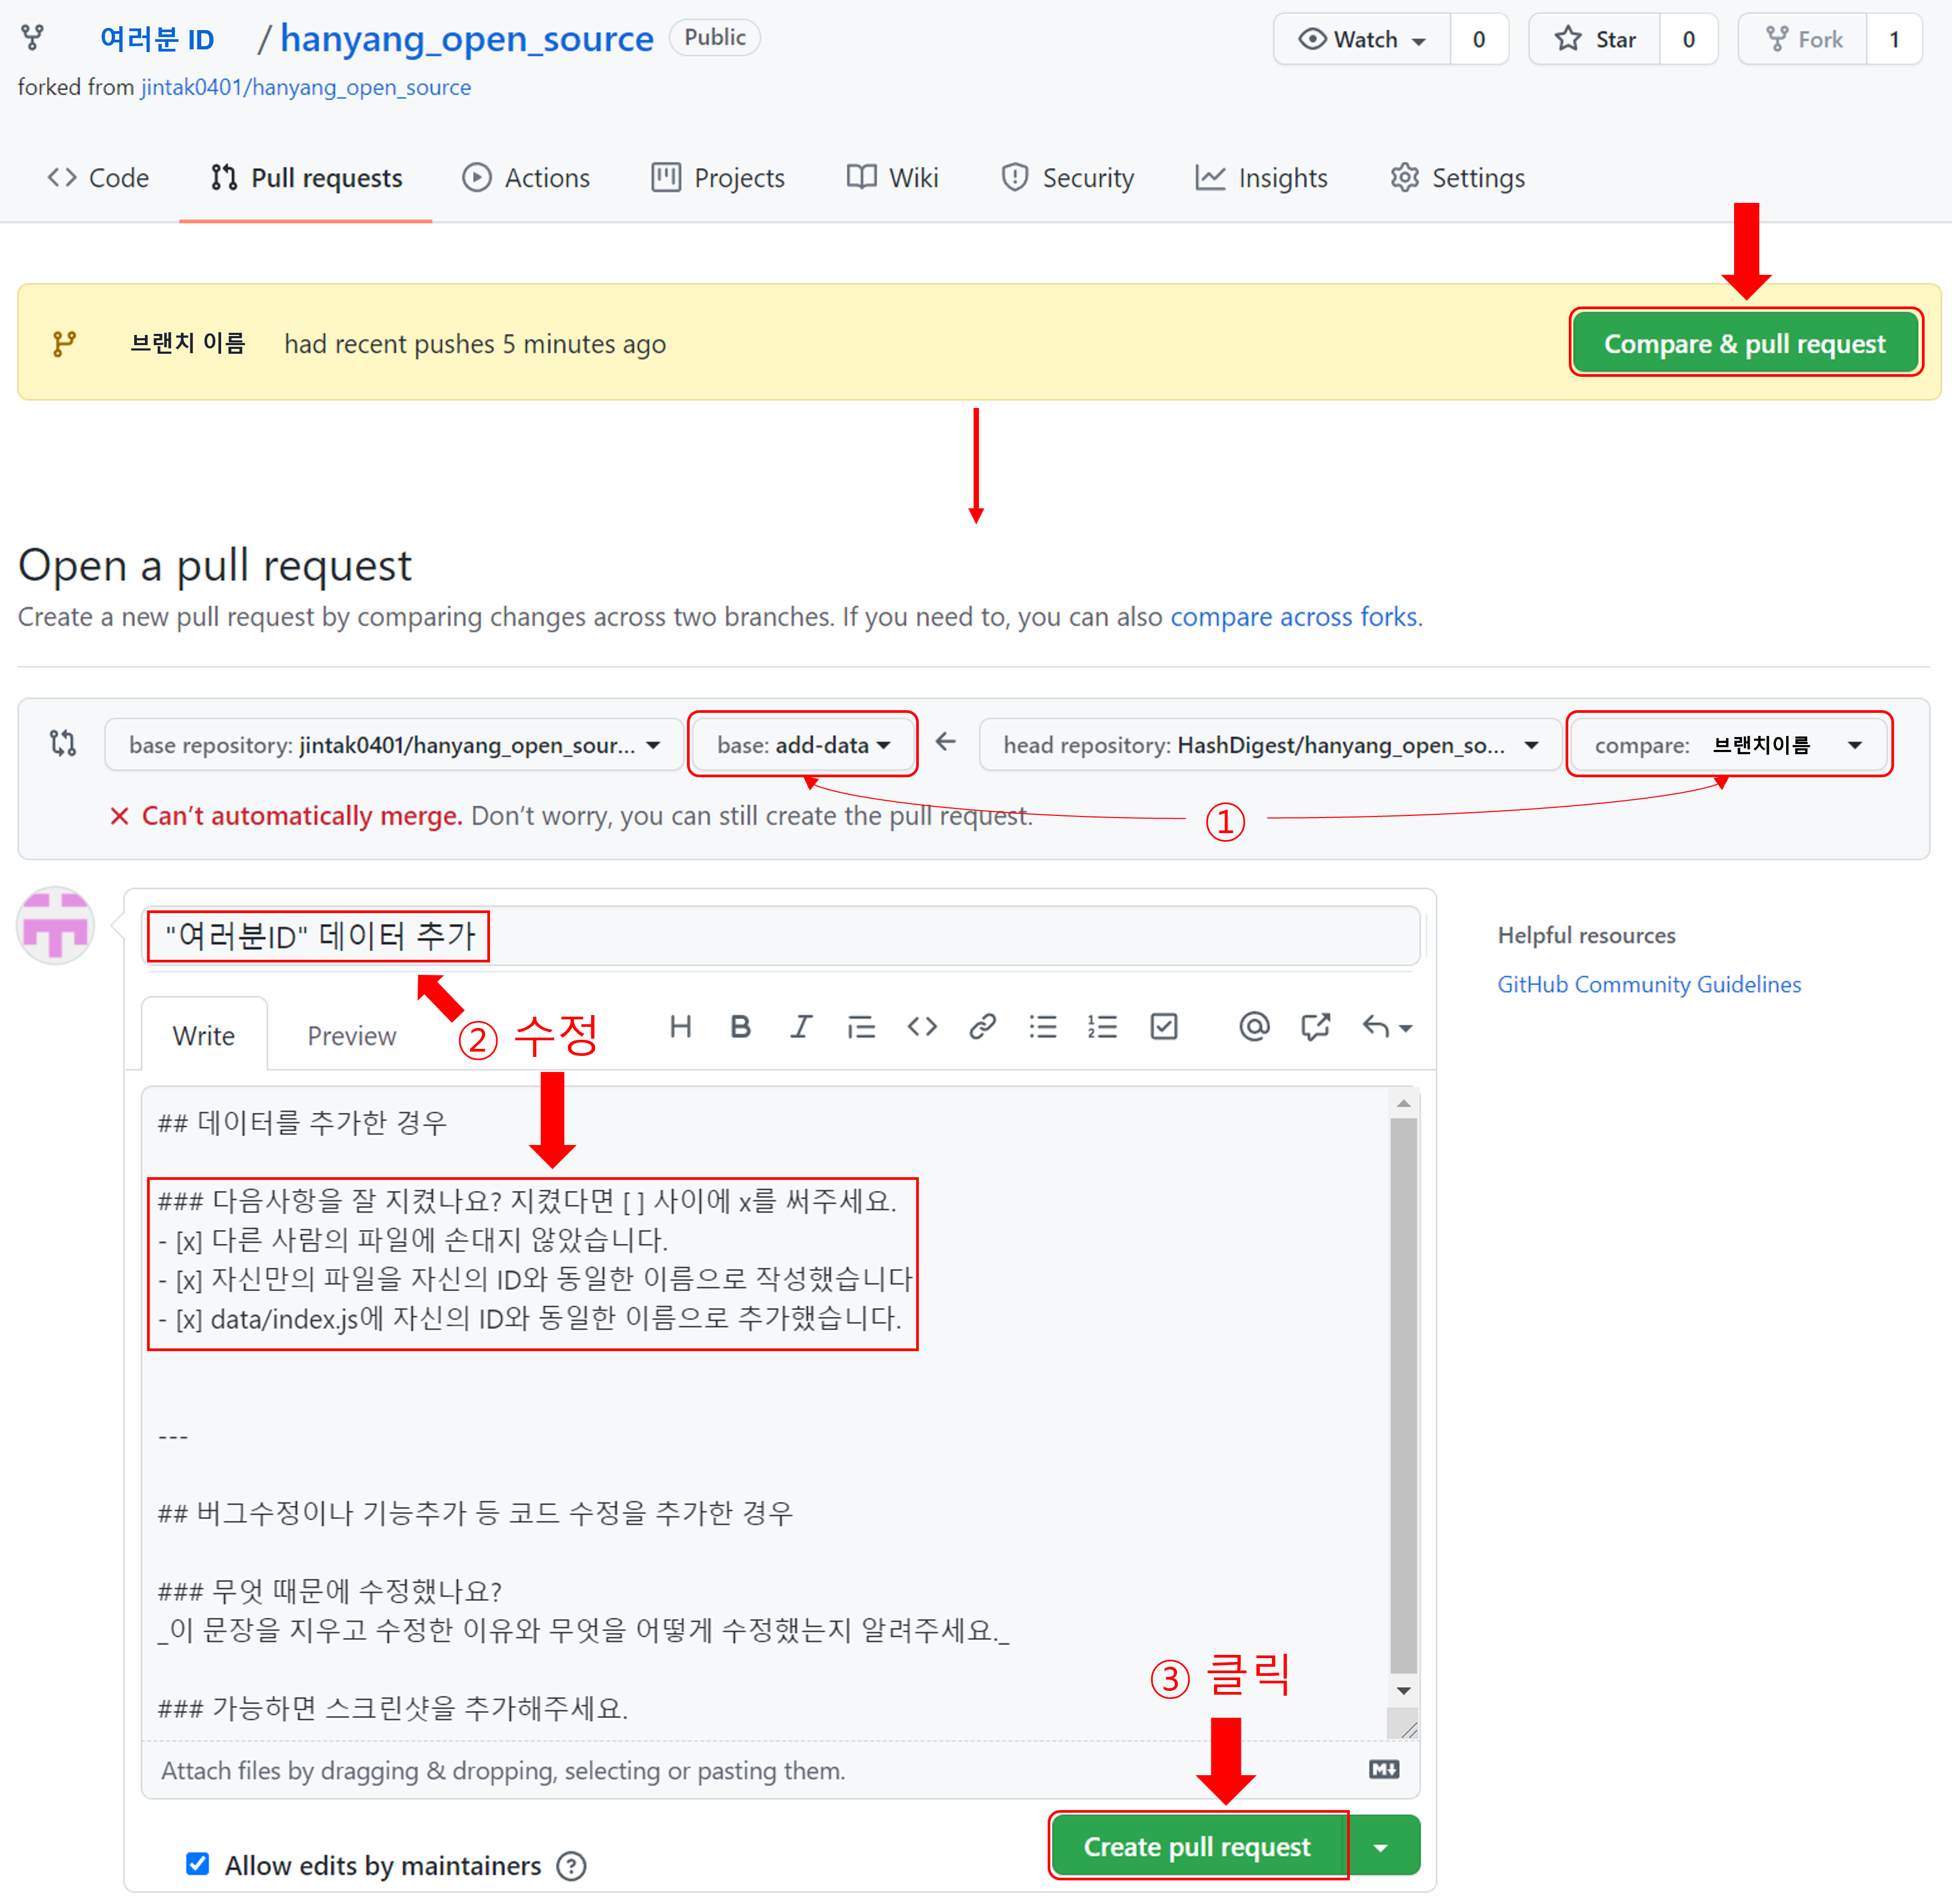 여러분 ID / hanyang_open_source Public Watch 0 Star 0 Fork 1
forked from jintak0401/hanyang_open_source
Code Pull requests Actions Projects Wiki Security Insights Settings
브랜치 이름 had recent pushes 5 minutes ago Compare & pull request
Open a pull request
Create a new pull request by comparing changes across two branches. If you need to, you can also compare across forks.
base repository: jintak0401/hanyang_open_sour... base: add-data ← head repository: HashDigest/hanyang_open_so... compare: 브랜치이름
Can't automatically merge. Don't worry, you can still create the pull request. ①
"여러분ID" 데이터 추가
Helpful resources
GitHub Community Guidelines
Write Preview
② 수정
## 데이터를 추가한 경우
### 다음사항을 잘 지켰나요? 지켰다면 [ ] 사이에 x를 써주세요.
- [x] 다른 사람의 파일에 손대지 않았습니다.
- [x] 자신만의 파일을 자신의 ID와 동일한 이름으로 작성했습니다
- [x] data/index.js에 자신의 ID와 동일한 이름으로 추가했습니다.
---
## 버그수정이나 기능추가 등 코드 수정을 추가한 경우
### 무엇 때문에 수정했나요?
_이 문장을 지우고 수정한 이유와 무엇을 어떻게 수정했는지 알려주세요._
### 가능하면 스크린샷을 추가해주세요.
③ 클릭
Attach files by dragging & dropping, selecting or pasting them.
Allow edits by maintainers
Create pull request